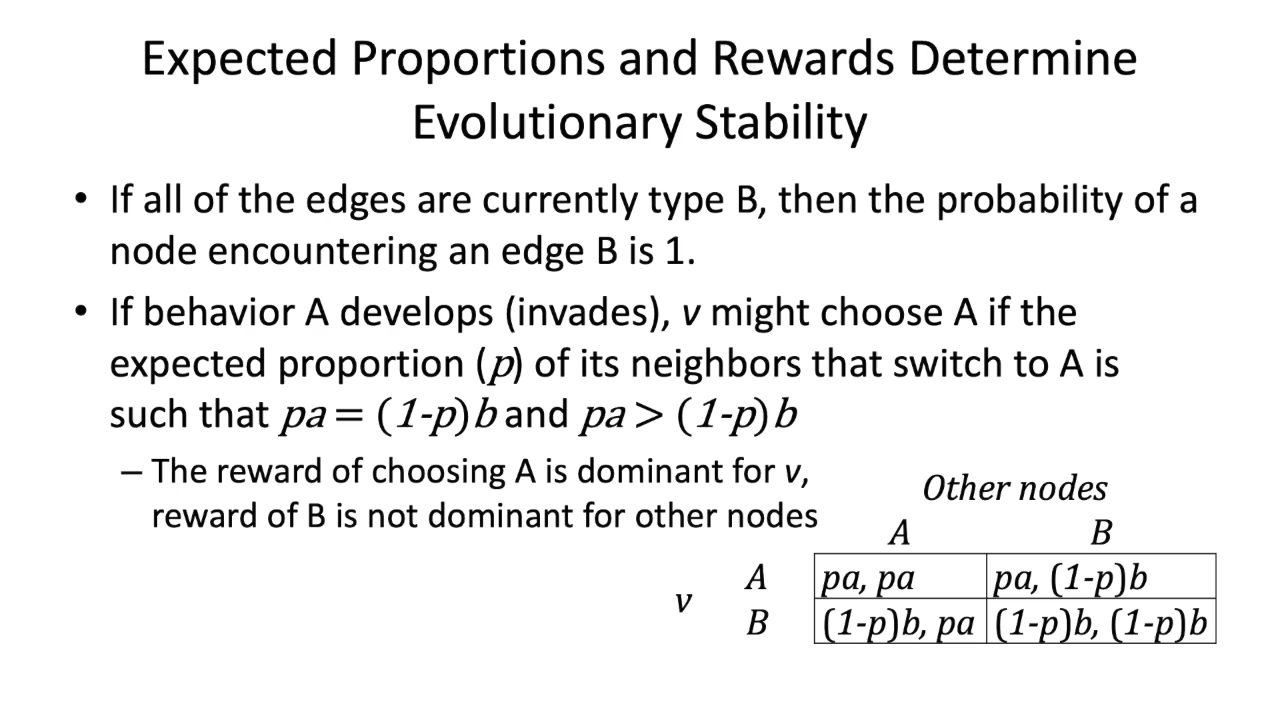 Expected Proportions and Rewards Determine
Evolutionary Stability
• If all of the edges are currently type B, then the probability of a
node encountering an edge B is 1.
• If behavior A develops (invades), v might choose A if the
expected proportion (p) of its neighbors that switch to A is
such that pa = (1-p)b and pa > (1-p)b
– The reward of choosing A is dominant for v,
reward of B is not dominant for other nodes
Other nodes
A B
A pa, pa pa, (1-p)b
v
B (1-p)b, pa (1-p)b, (1-p)b